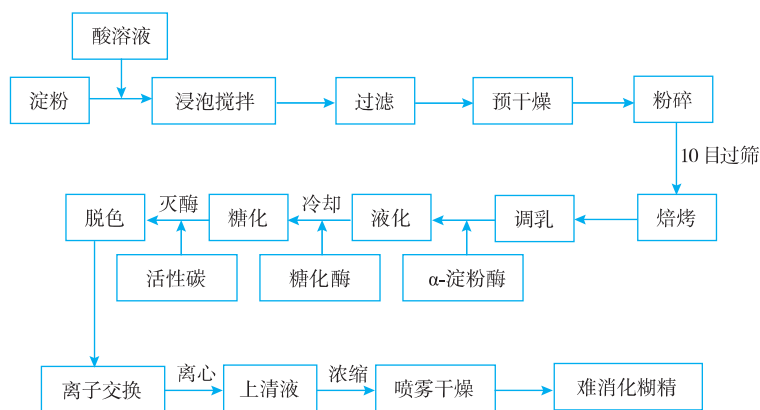 酸溶液
淀粉
浸泡搅拌
过滤
预干燥
粉碎
10目过筛
焙烤
调乳
α-淀粉酶
液化
冷却
糖化酶
糖化
灭酶
活性碳
脱色
离子交换
离心
上清液
浓缩
喷雾干燥
难消化糊精